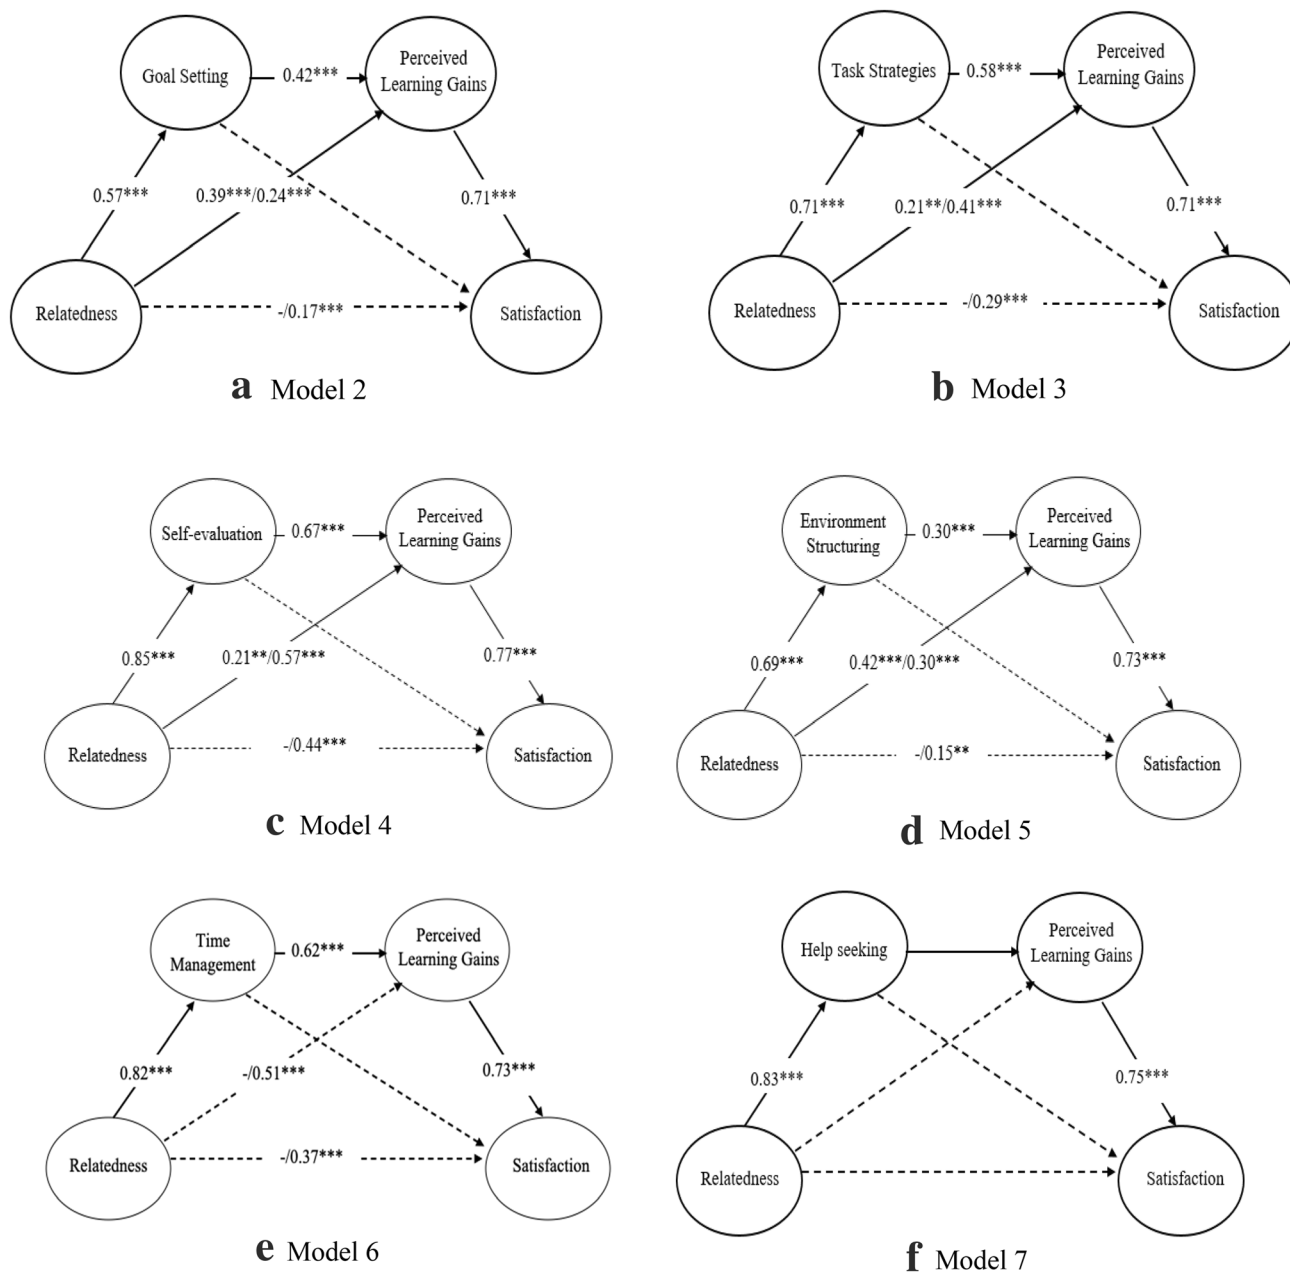 Goal Setting
0.42***
Perceived
Learning Gains
0.57***
0.39***/0.24***
0.71***
Relatedness
-/0.17***
Satisfaction
a Model 2
Task Strategies
0.58***
Perceived
Learning Gains
0.71***
0.21**/0.41***
0.71***
Relatedness
-/0.29***
Satisfaction
b Model 3
Self-evaluation
0.67***
Perceived
Learning Gains
0.85***
0.21**/0.57***
0.77***
Relatedness
-/0.44***
Satisfaction
c Model 4
Environment
Structuring
0.30***
Perceived
Learning Gains
0.69***
0.42***/0.30***
0.73***
Relatedness
-/0.15**
Satisfaction
d Model 5
Time
Management
0.62***
Perceived
Learning Gains
0.82***
-/0.51***
0.73***
Relatedness
-/0.37***
Satisfaction
e Model 6
Help seeking
Perceived
Learning Gains
0.83***
0.75***
Relatedness
Satisfaction
f Model 7